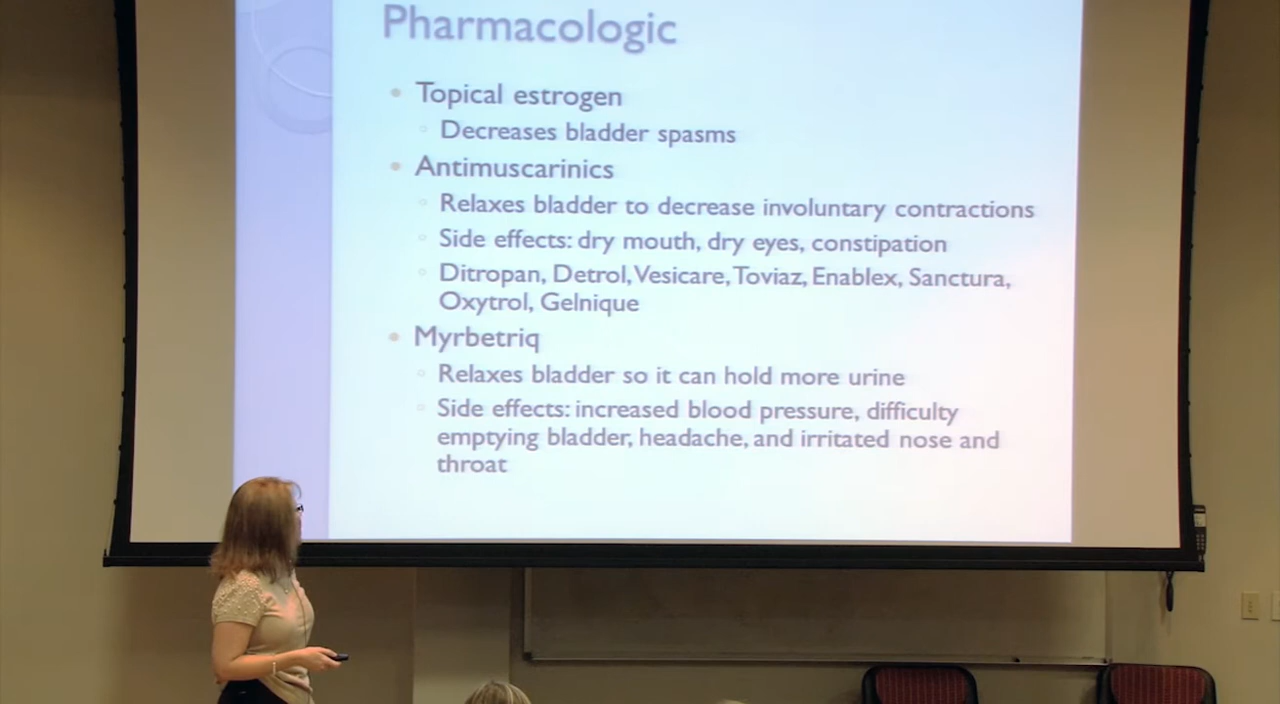 Pharmacologic
Topical estrogen
Decreases bladder spasms
Antimuscarinics
Relaxes bladder to decrease involuntary contractions
Side effects: dry mouth, dry eyes, constipation
Ditropan, Detrol, Vesicare, Toviaz, Enablex, Sanctura,
Oxytrol, Gelnique
Myrbetriq
Relaxes bladder so it can hold more urine
Side effects: increased blood pressure, difficulty
emptying bladder, headache, and irritated nose and
throat